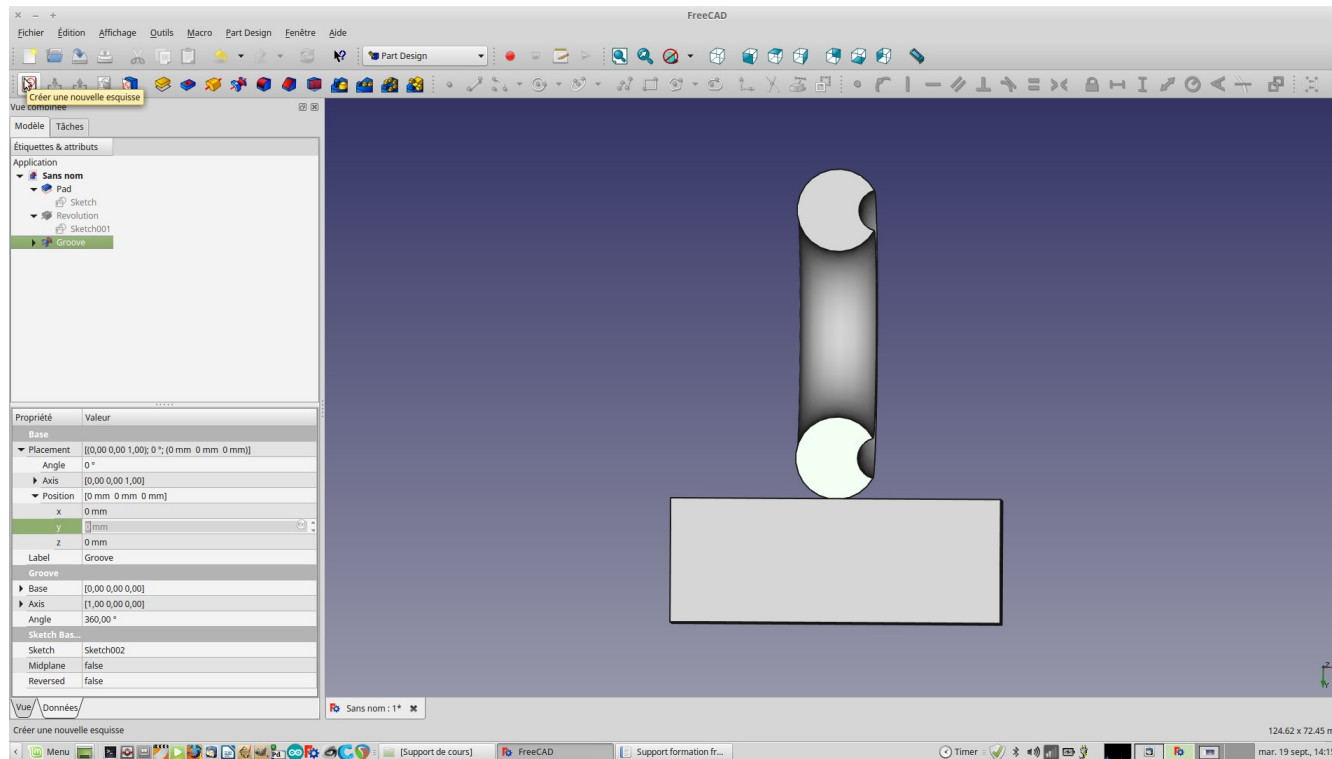 FreeCAD
Fichier Édition Affichage Outils Macro Part Design Fenêtre Aide
Part Design
Créer une nouvelle esquisse
Vue combinée
Modèle Tâches
Étiquettes & attributs
Application
Sans nom
Pad
Sketch
Revolution
Sketch001
Groove
Propriété Valeur
Base
Placement [(0,00 0,00 1,00); 0 °; (0 mm 0 mm 0 mm)]
Angle 0 °
Axis [0,00 0,00 1,00]
Position [0 mm 0 mm 0 mm]
x 0 mm
y 0 mm
z 0 mm
Label Groove
Groove
Base [0,00 0,00 0,00]
Axis [1,00 0,00 0,00]
Angle 360,00 °
Sketch Bas...
Sketch Sketch002
Midplane false
Reversed false
Z
Y
Vue Données
Sans nom : 1*
Créer une nouvelle esquisse
124.62 x 72.45 m
Menu [Support de cours] FreeCAD Support formation fr... Timer mar. 19 sept., 14:15